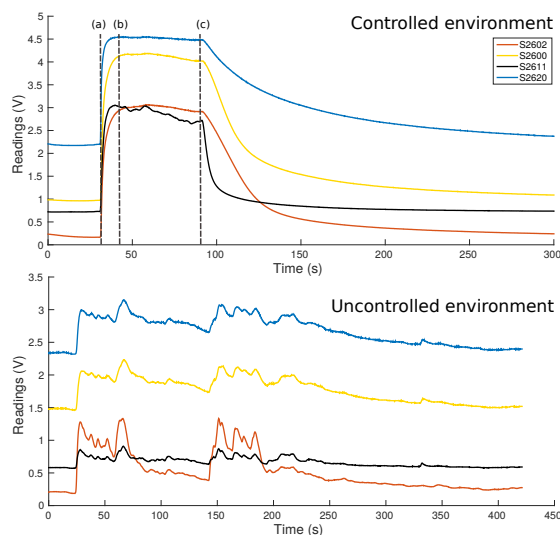 Controlled environment
(a) (b) (c)
S2602
S2600
S2611
S2620
Readings (V)
5
4.5
4
3.5
3
2.5
2
1.5
1
0.5
0
0 50 100 150 200 250 300
Time (s)
Uncontrolled environment
Readings (V)
3.5
3
2.5
2
1.5
1
0.5
0
0 50 100 150 200 250 300 350 400 450
Time (s)